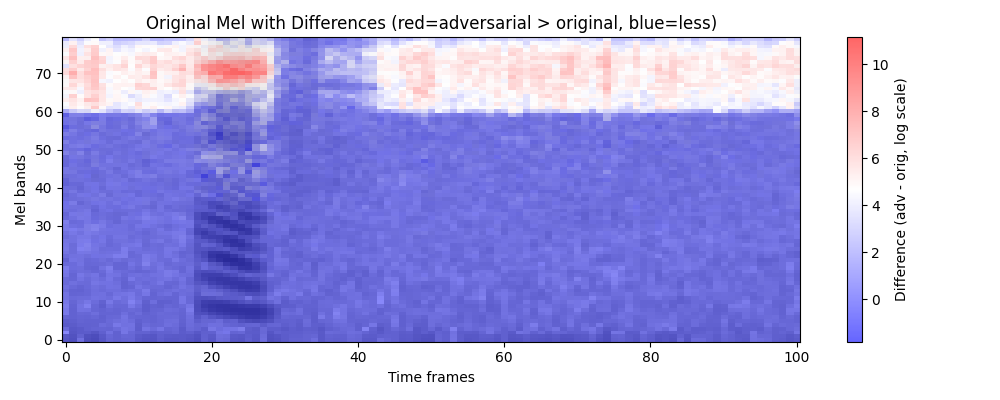 Original Mel with Differences (red=adversarial > original, blue=less)
Mel bands
70
60
50
40
30
20
10
0
0 20 40 60 80 100
Time frames
10
8
6
4
2
0
Difference (adv - orig, log scale)